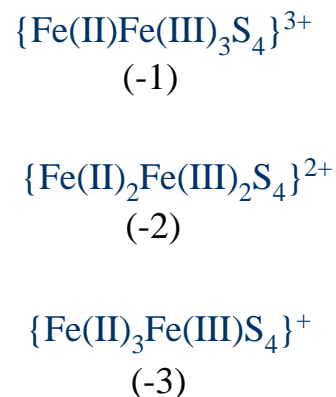 {Fe(II)Fe(III)₃S₄}³⁺
(-1)
{Fe(II)₂Fe(III)₂S₄}²⁺
(-2)
{Fe(II)₃Fe(III)S₄}⁺
(-3)